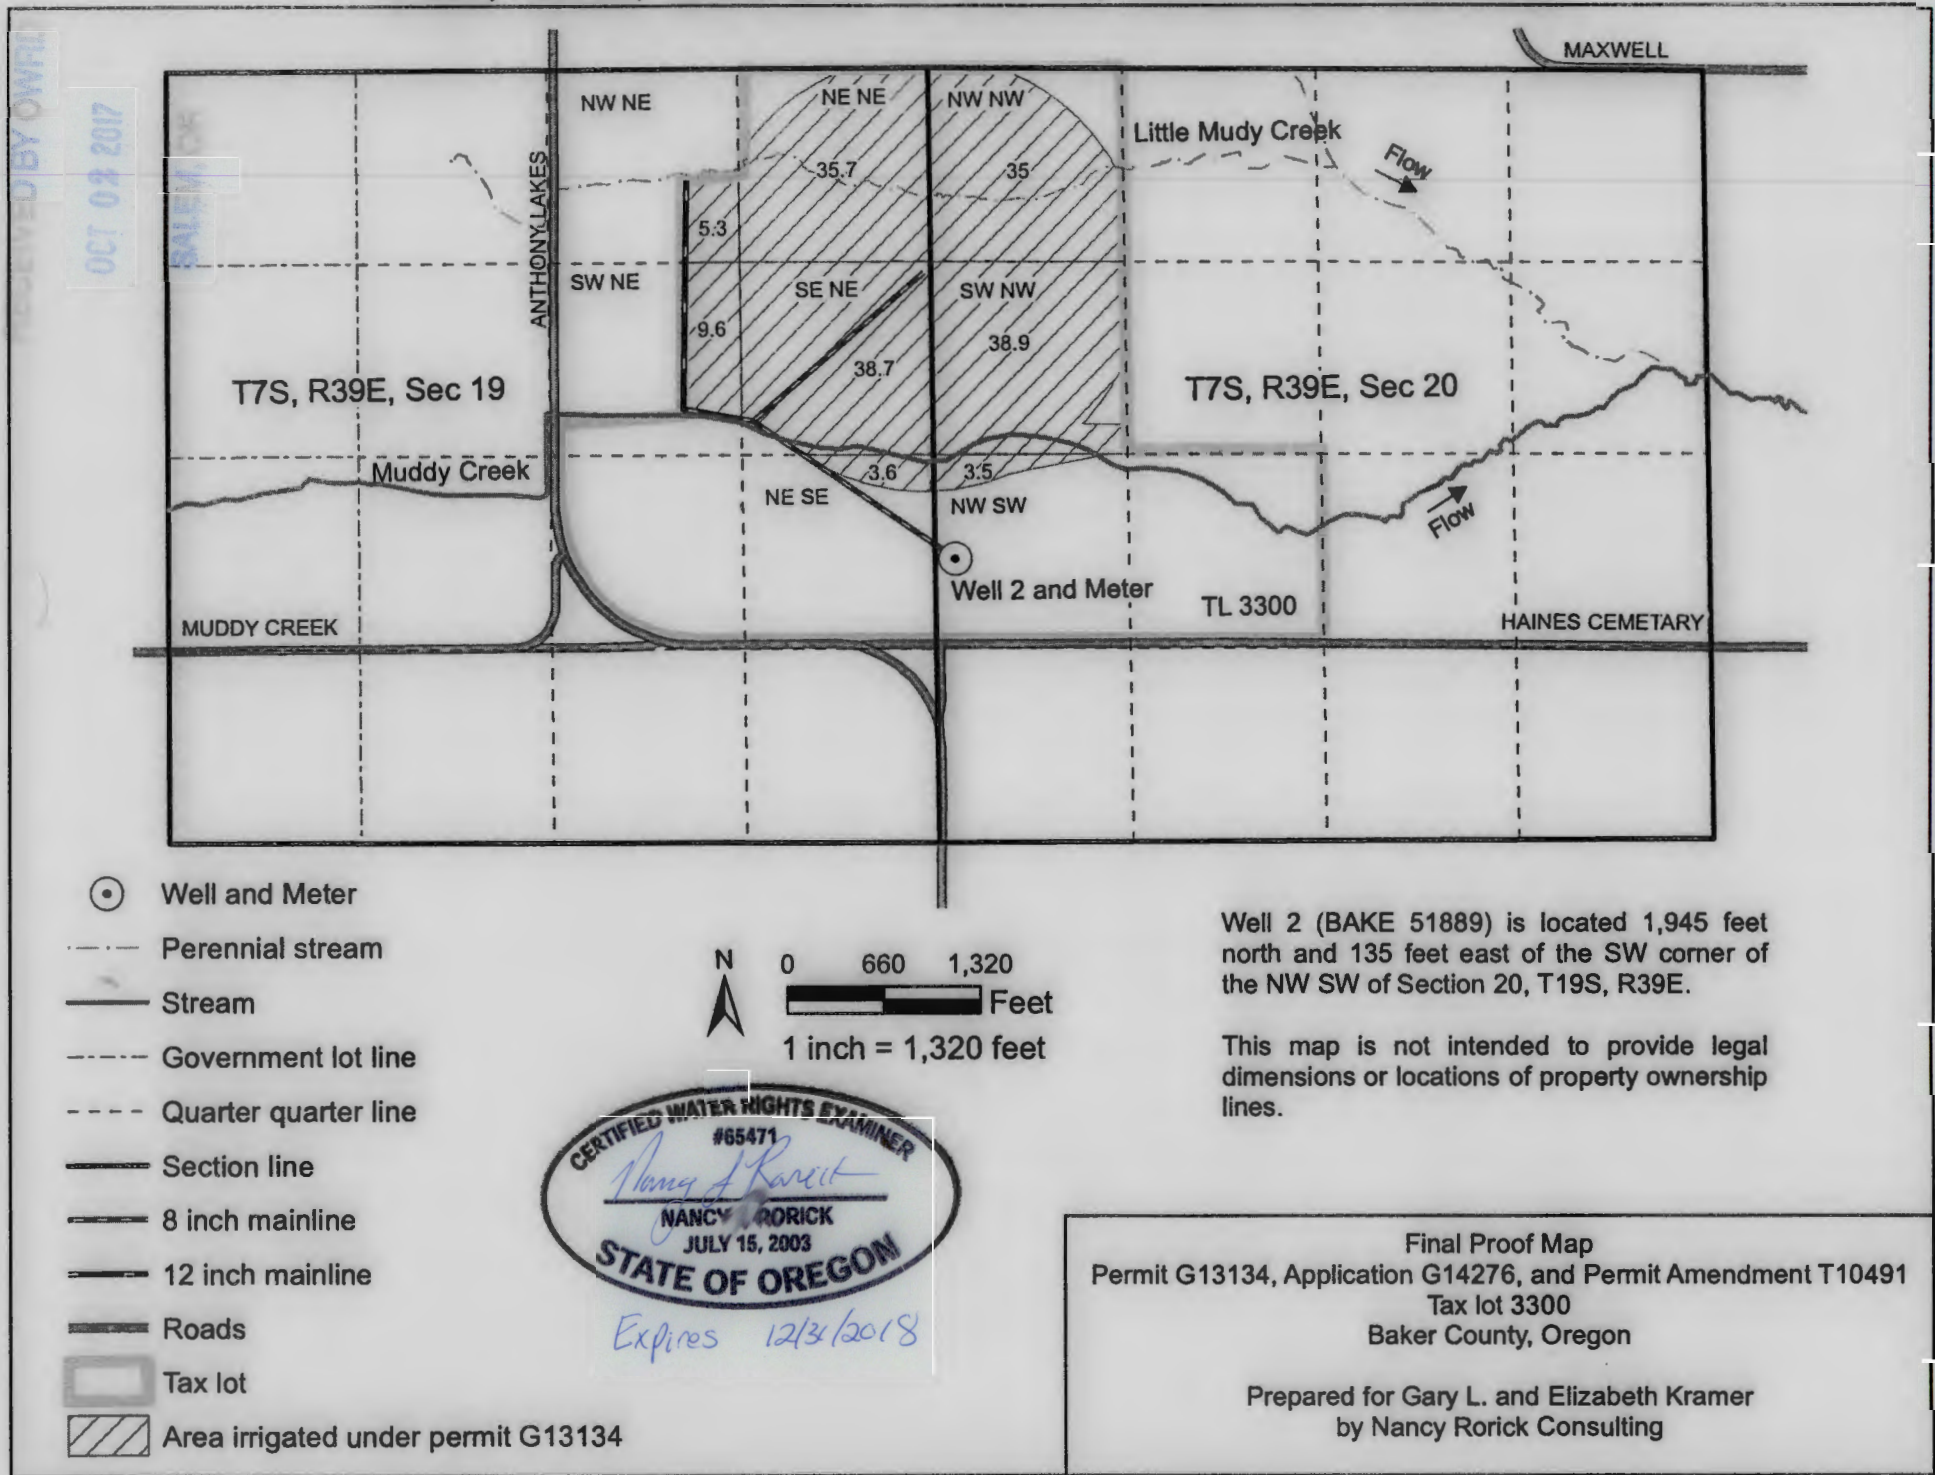 RECEIVED BY OWRD
OCT 02 2017
SALEM, OR
MAXWELL
NW NE
NE NE
NW NW
Little Mudy Creek
Flow
35.7
35
ANTHONY LAKES
5.3
SW NE
SE NE
SW NW
9.6
38.7
38.9
T7S, R39E, Sec 19
T7S, R39E, Sec 20
Muddy Creek
3.6
3.5
NE SE
NW SW
Flow
Well 2 and Meter
TL 3300
MUDDY CREEK
HAINES CEMETARY
Well and Meter
Perennial stream
Stream
Government lot line
Quarter quarter line
Section line
8 inch mainline
12 inch mainline
Roads
Tax lot
Area irrigated under permit G13134
N
0 660 1,320
Feet
1 inch = 1,320 feet
CERTIFIED WATER RIGHTS EXAMINER
#65471
NANCY RORICK
JULY 15, 2003
STATE OF OREGON
Expires 12/31/2018
Well 2 (BAKE 51889) is located 1,945 feet
north and 135 feet east of the SW corner of
the NW SW of Section 20, T19S, R39E.
This map is not intended to provide legal
dimensions or locations of property ownership
lines.
Final Proof Map
Permit G13134, Application G14276, and Permit Amendment T10491
Tax lot 3300
Baker County, Oregon
Prepared for Gary L. and Elizabeth Kramer
by Nancy Rorick Consulting